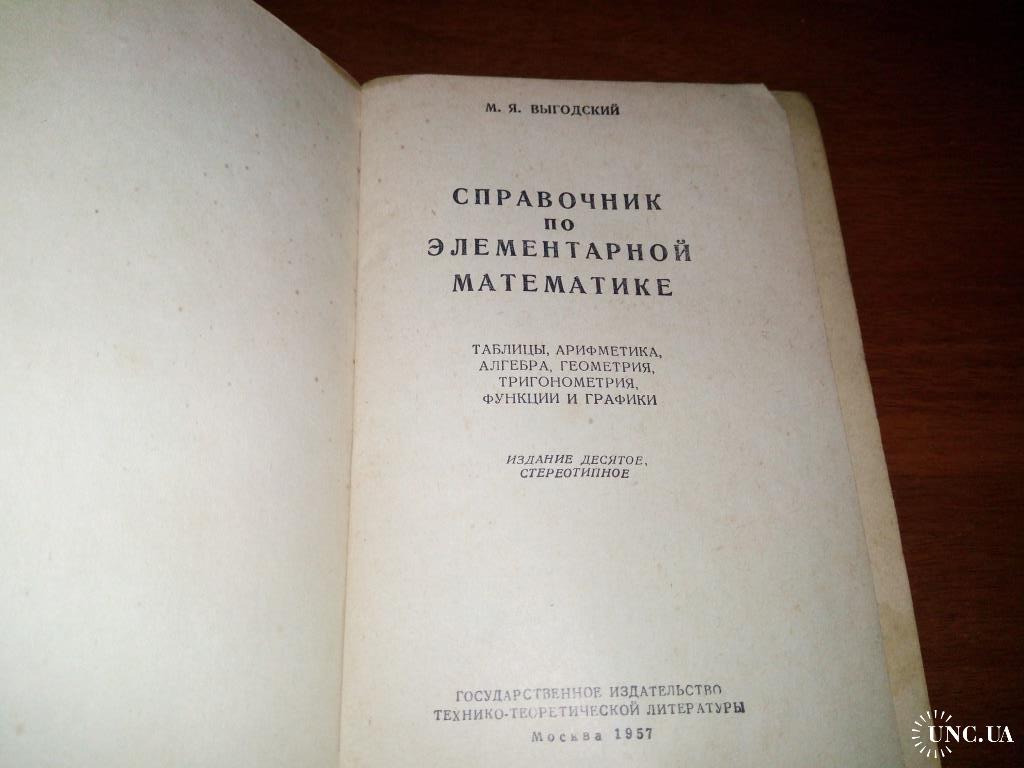 М. Я. ВЫГОДСКИЙ
СПРАВОЧНИК
ПО
ЭЛЕМЕНТАРНОЙ
МАТЕМАТИКЕ
ТАБЛИЦЫ, АРИФМЕТИКА,
АЛГЕБРА, ГЕОМЕТРИЯ,
ТРИГОНОМЕТРИЯ,
ФУНКЦИИ И ГРАФИКИ
ИЗДАНИЕ ДЕСЯТОЕ,
СТЕРЕОТИПНОЕ
ГОСУДАРСТВЕННОЕ ИЗДАТЕЛЬСТВО
ТЕХНИКО-ТЕОРЕТИЧЕСКОЙ ЛИТЕРАТУРЫ
Москва 1957
UNC.UA